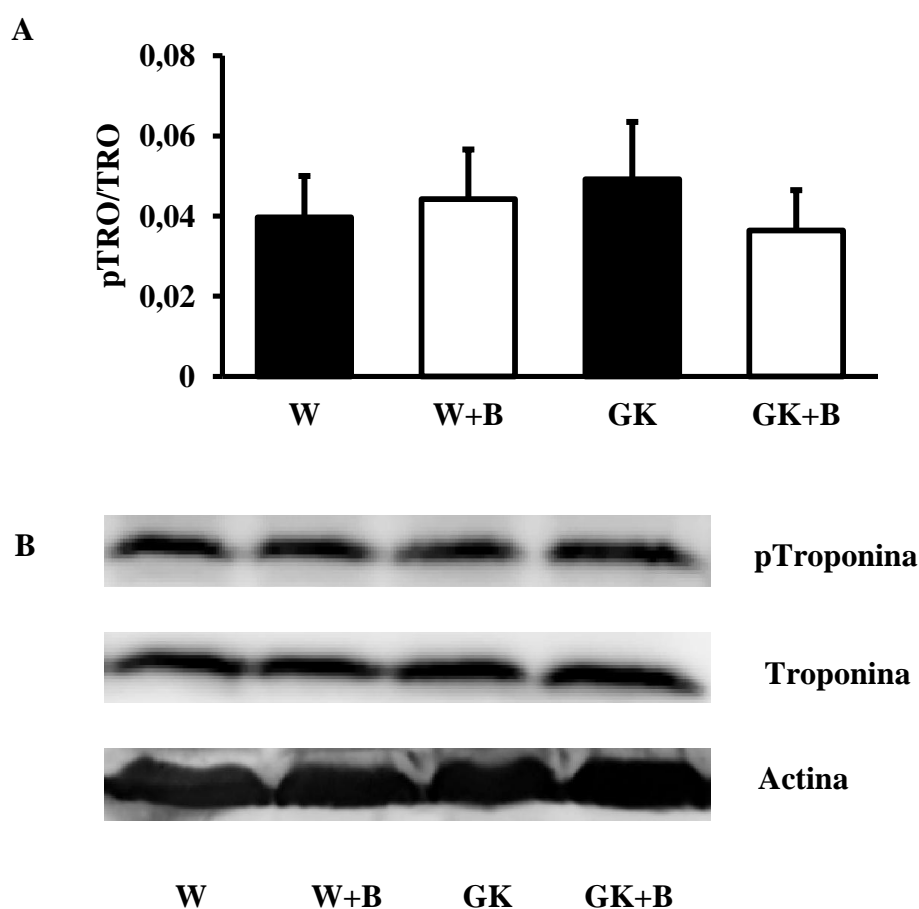 A
0,08
0,06
0,04
0,02
0
pTRO/TRO
W W+B GK GK+B
B
pTroponina
Troponina
Actina
W W+B GK GK+B